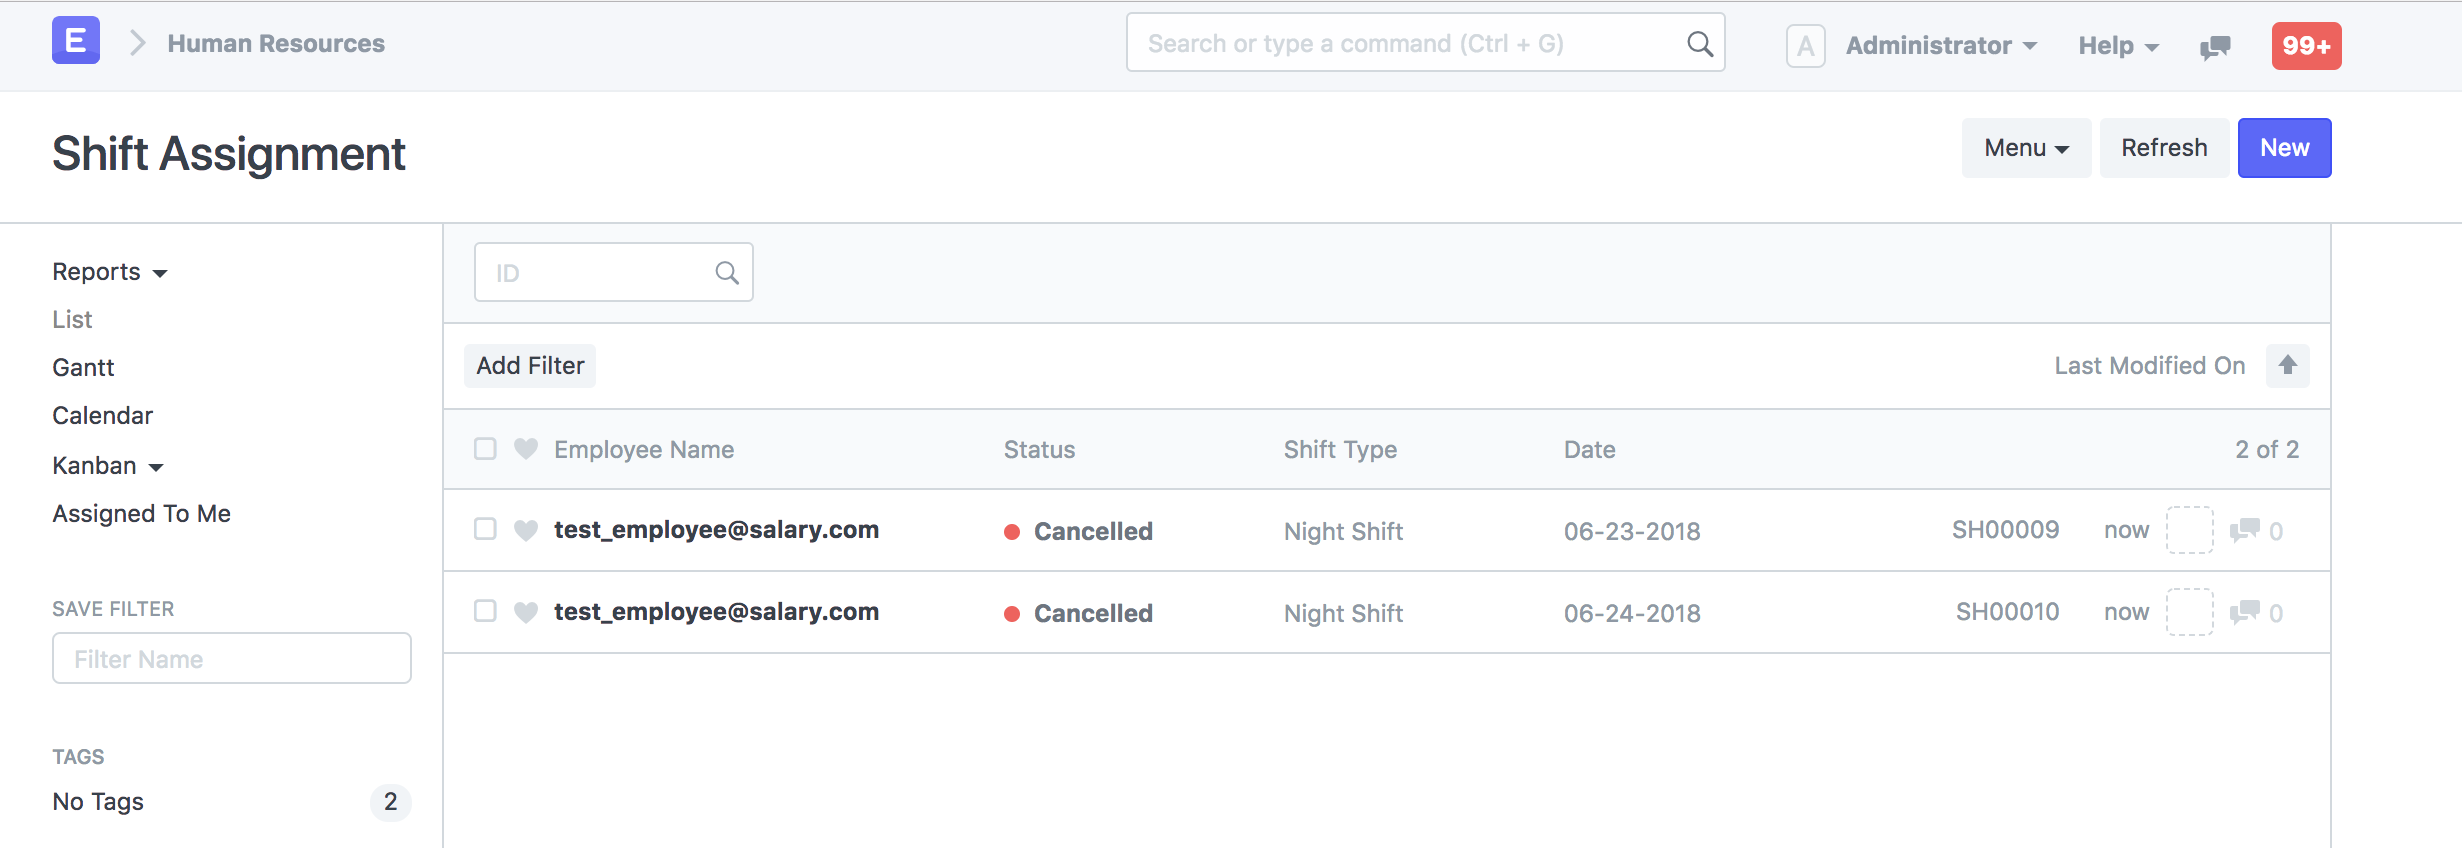 E Human Resources Search or type a command (Ctrl + G) A Administrator Help 99+
Shift Assignment Menu Refresh New
Reports
List
Gantt
Calendar
Kanban
Assigned To Me
SAVE FILTER
Filter Name
TAGS
No Tags 2
ID
Add Filter Last Modified On
Employee Name Status Shift Type Date 2 of 2
test_employee@salary.com Cancelled Night Shift 06-23-2018 SH00009 now 0
test_employee@salary.com Cancelled Night Shift 06-24-2018 SH00010 now 0